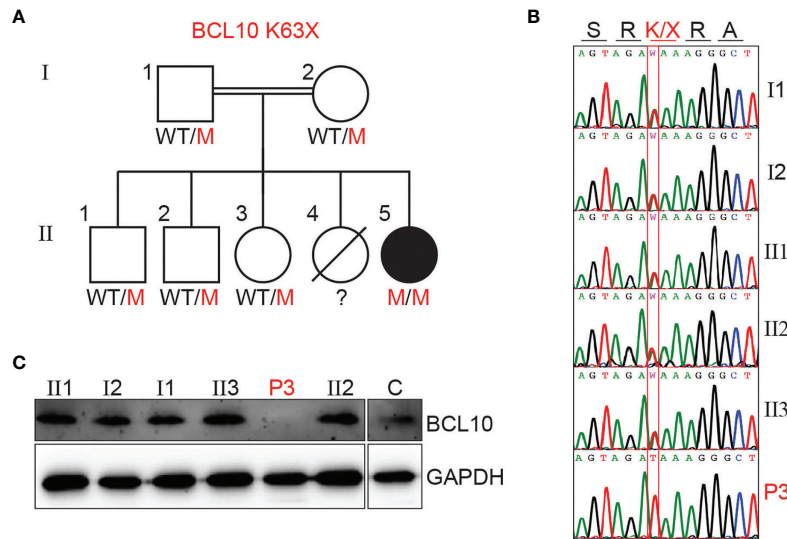 A
BCL10 K63X
I
1
2
WT/M
WT/M
II
1
2
3
4
5
WT/M
WT/M
WT/M
?
M/M
B
S R K/X R A
A G T A G A W A A A G G G C T
I1
A G T A G A W A A A G G G C T
I2
A G T A G A W A A A G G G C T
II1
A G T A G A W A A A G G G C T
II2
A G T A G A W A A A G G G C T
II3
A G T A G A T A A A G G G C T
P3
C
II1 I2 I1 II3 P3 II2 C
BCL10
GAPDH